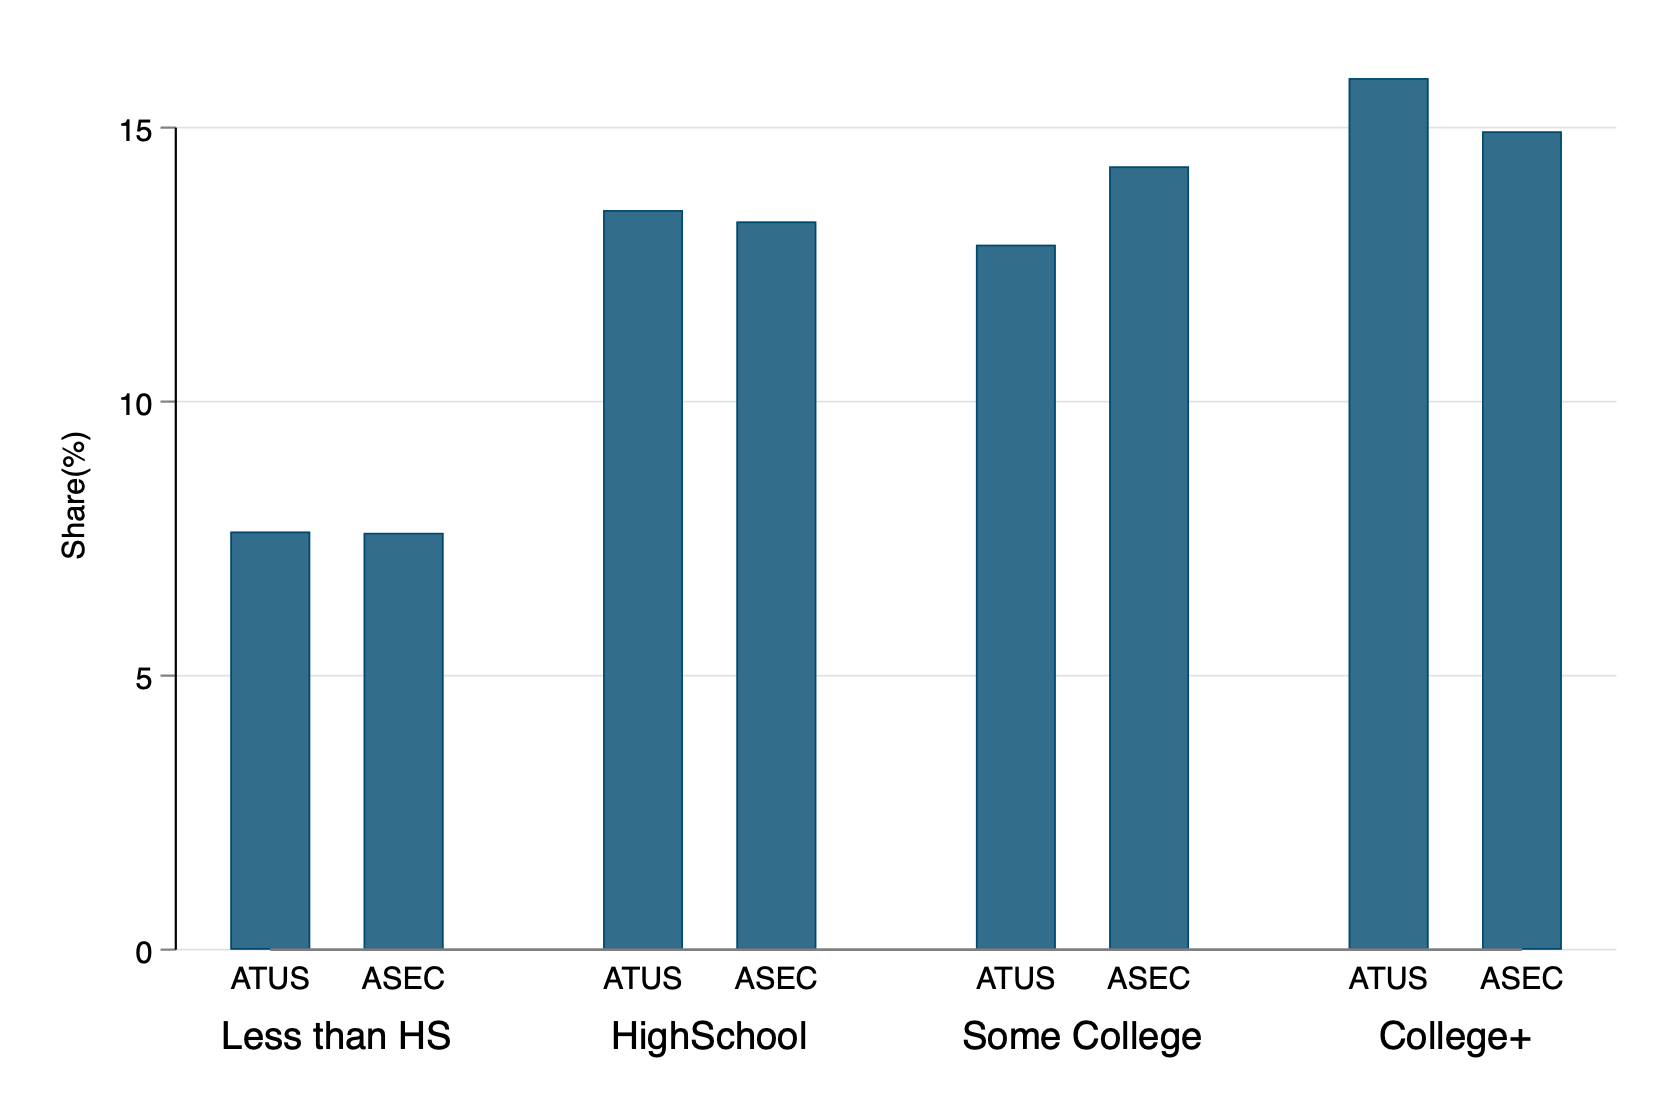 Share(%)
15
10
5
0
ATUS ASEC ATUS ASEC ATUS ASEC ATUS ASEC
Less than HS HighSchool Some College College+